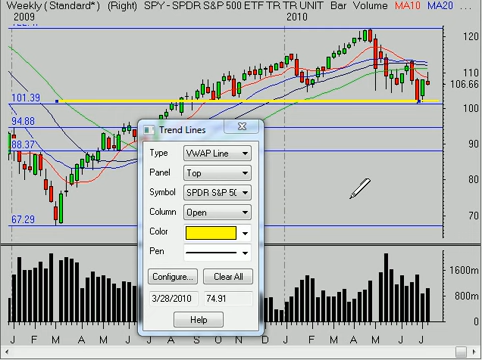 Weekly (Standard*) (Right) SPY - SPDR S&P 500 ETF TR TR UNIT Bar Volume MA10 MA20 ...
2009 2010
120
110
106.66
100
101.39
94.88
90
88.37
80
70
67.29
Trend Lines
Type VWAP Line
Panel Top
Symbol SPDR S&P 50
Column Open
Color
Pen
Configure... Clear All
3/28/2010 74.91
Help
1600m
800m
0
J F M A M J J A S O N D J F M A M J J